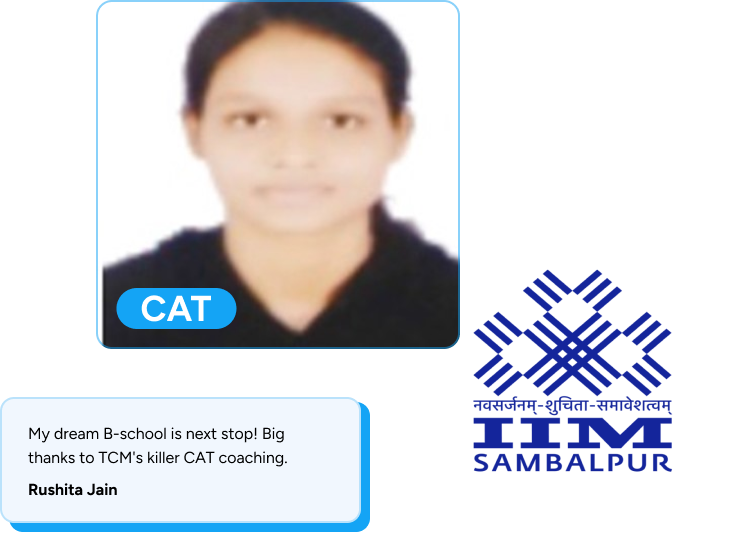 CAT
नवसर्जनम्-शुचिता-समावेशत्वम्
IIM
SAMBALPUR
My dream B-school is next stop! Big
thanks to TCM's killer CAT coaching.
Rushita Jain